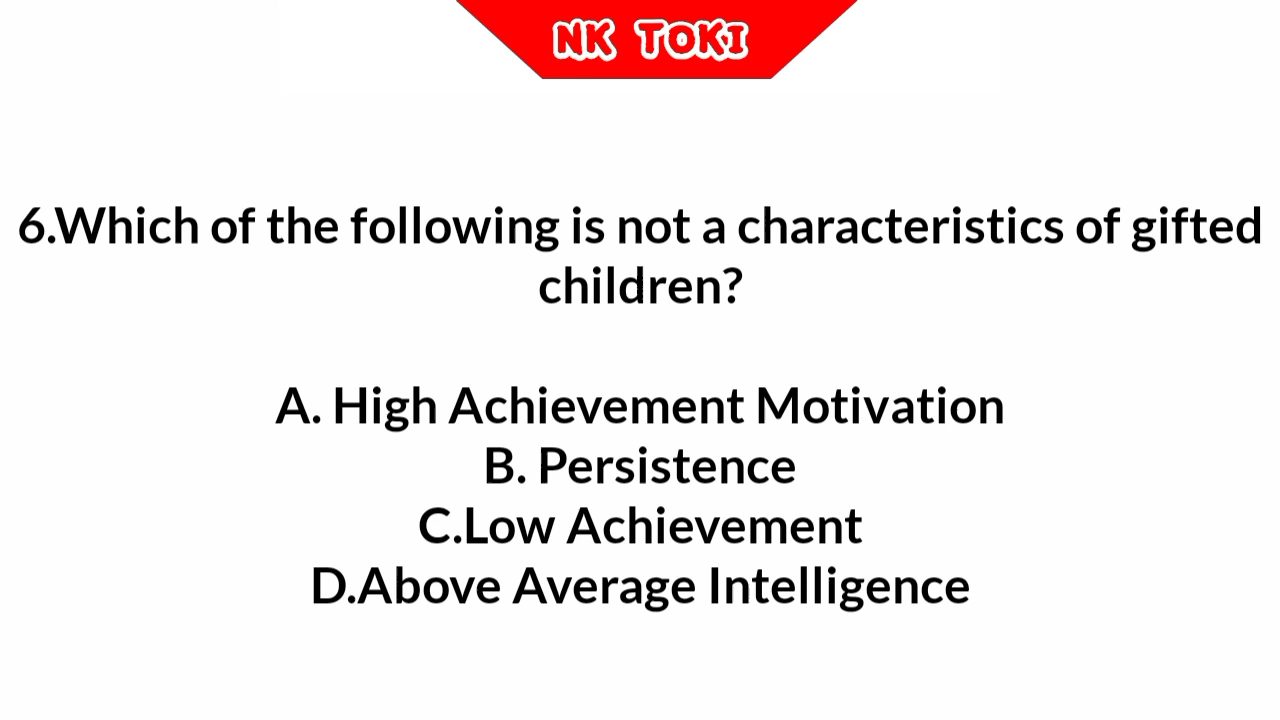 NK TOKI
6.Which of the following is not a characteristics of gifted
children?
A. High Achievement Motivation
B. Persistence
C.Low Achievement
D.Above Average Intelligence